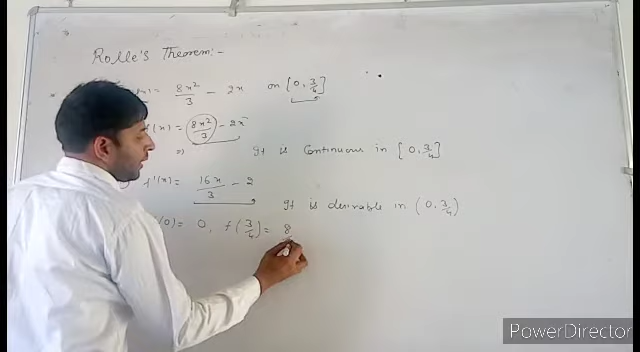 Rolle's Theorem:-
= 8x²/3 - 2x on [0, 3/4]
f(x) = 8x²/3 - 2x
⇒ It is Continuous in [0, 3/4]
f'(x) = 16x/3 - 2
It is derivable in (0, 3/4)
(0) = 0, f(3/4) = 8
PowerDirector